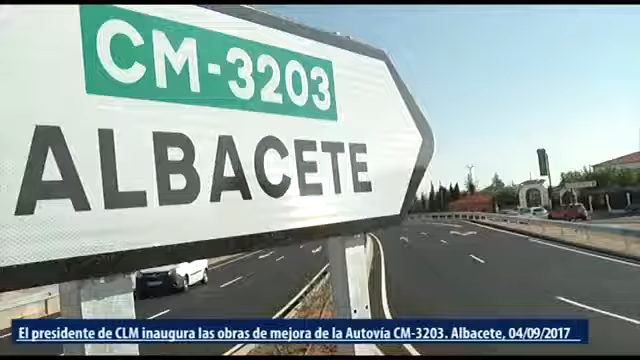 CM-3203
ALBACETE
El presidente de CLM inaugura las obras de mejora de la Autovía CM-3203. Albacete, 04/09/2017